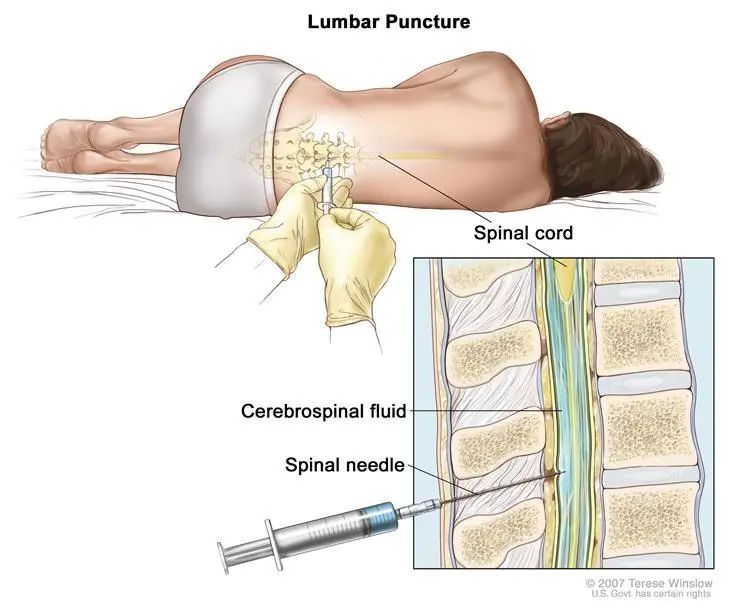 Lumbar Puncture
Spinal cord
Cerebrospinal fluid
Spinal needle
© 2007 Terese Winslow
U.S. Govt. has certain rights